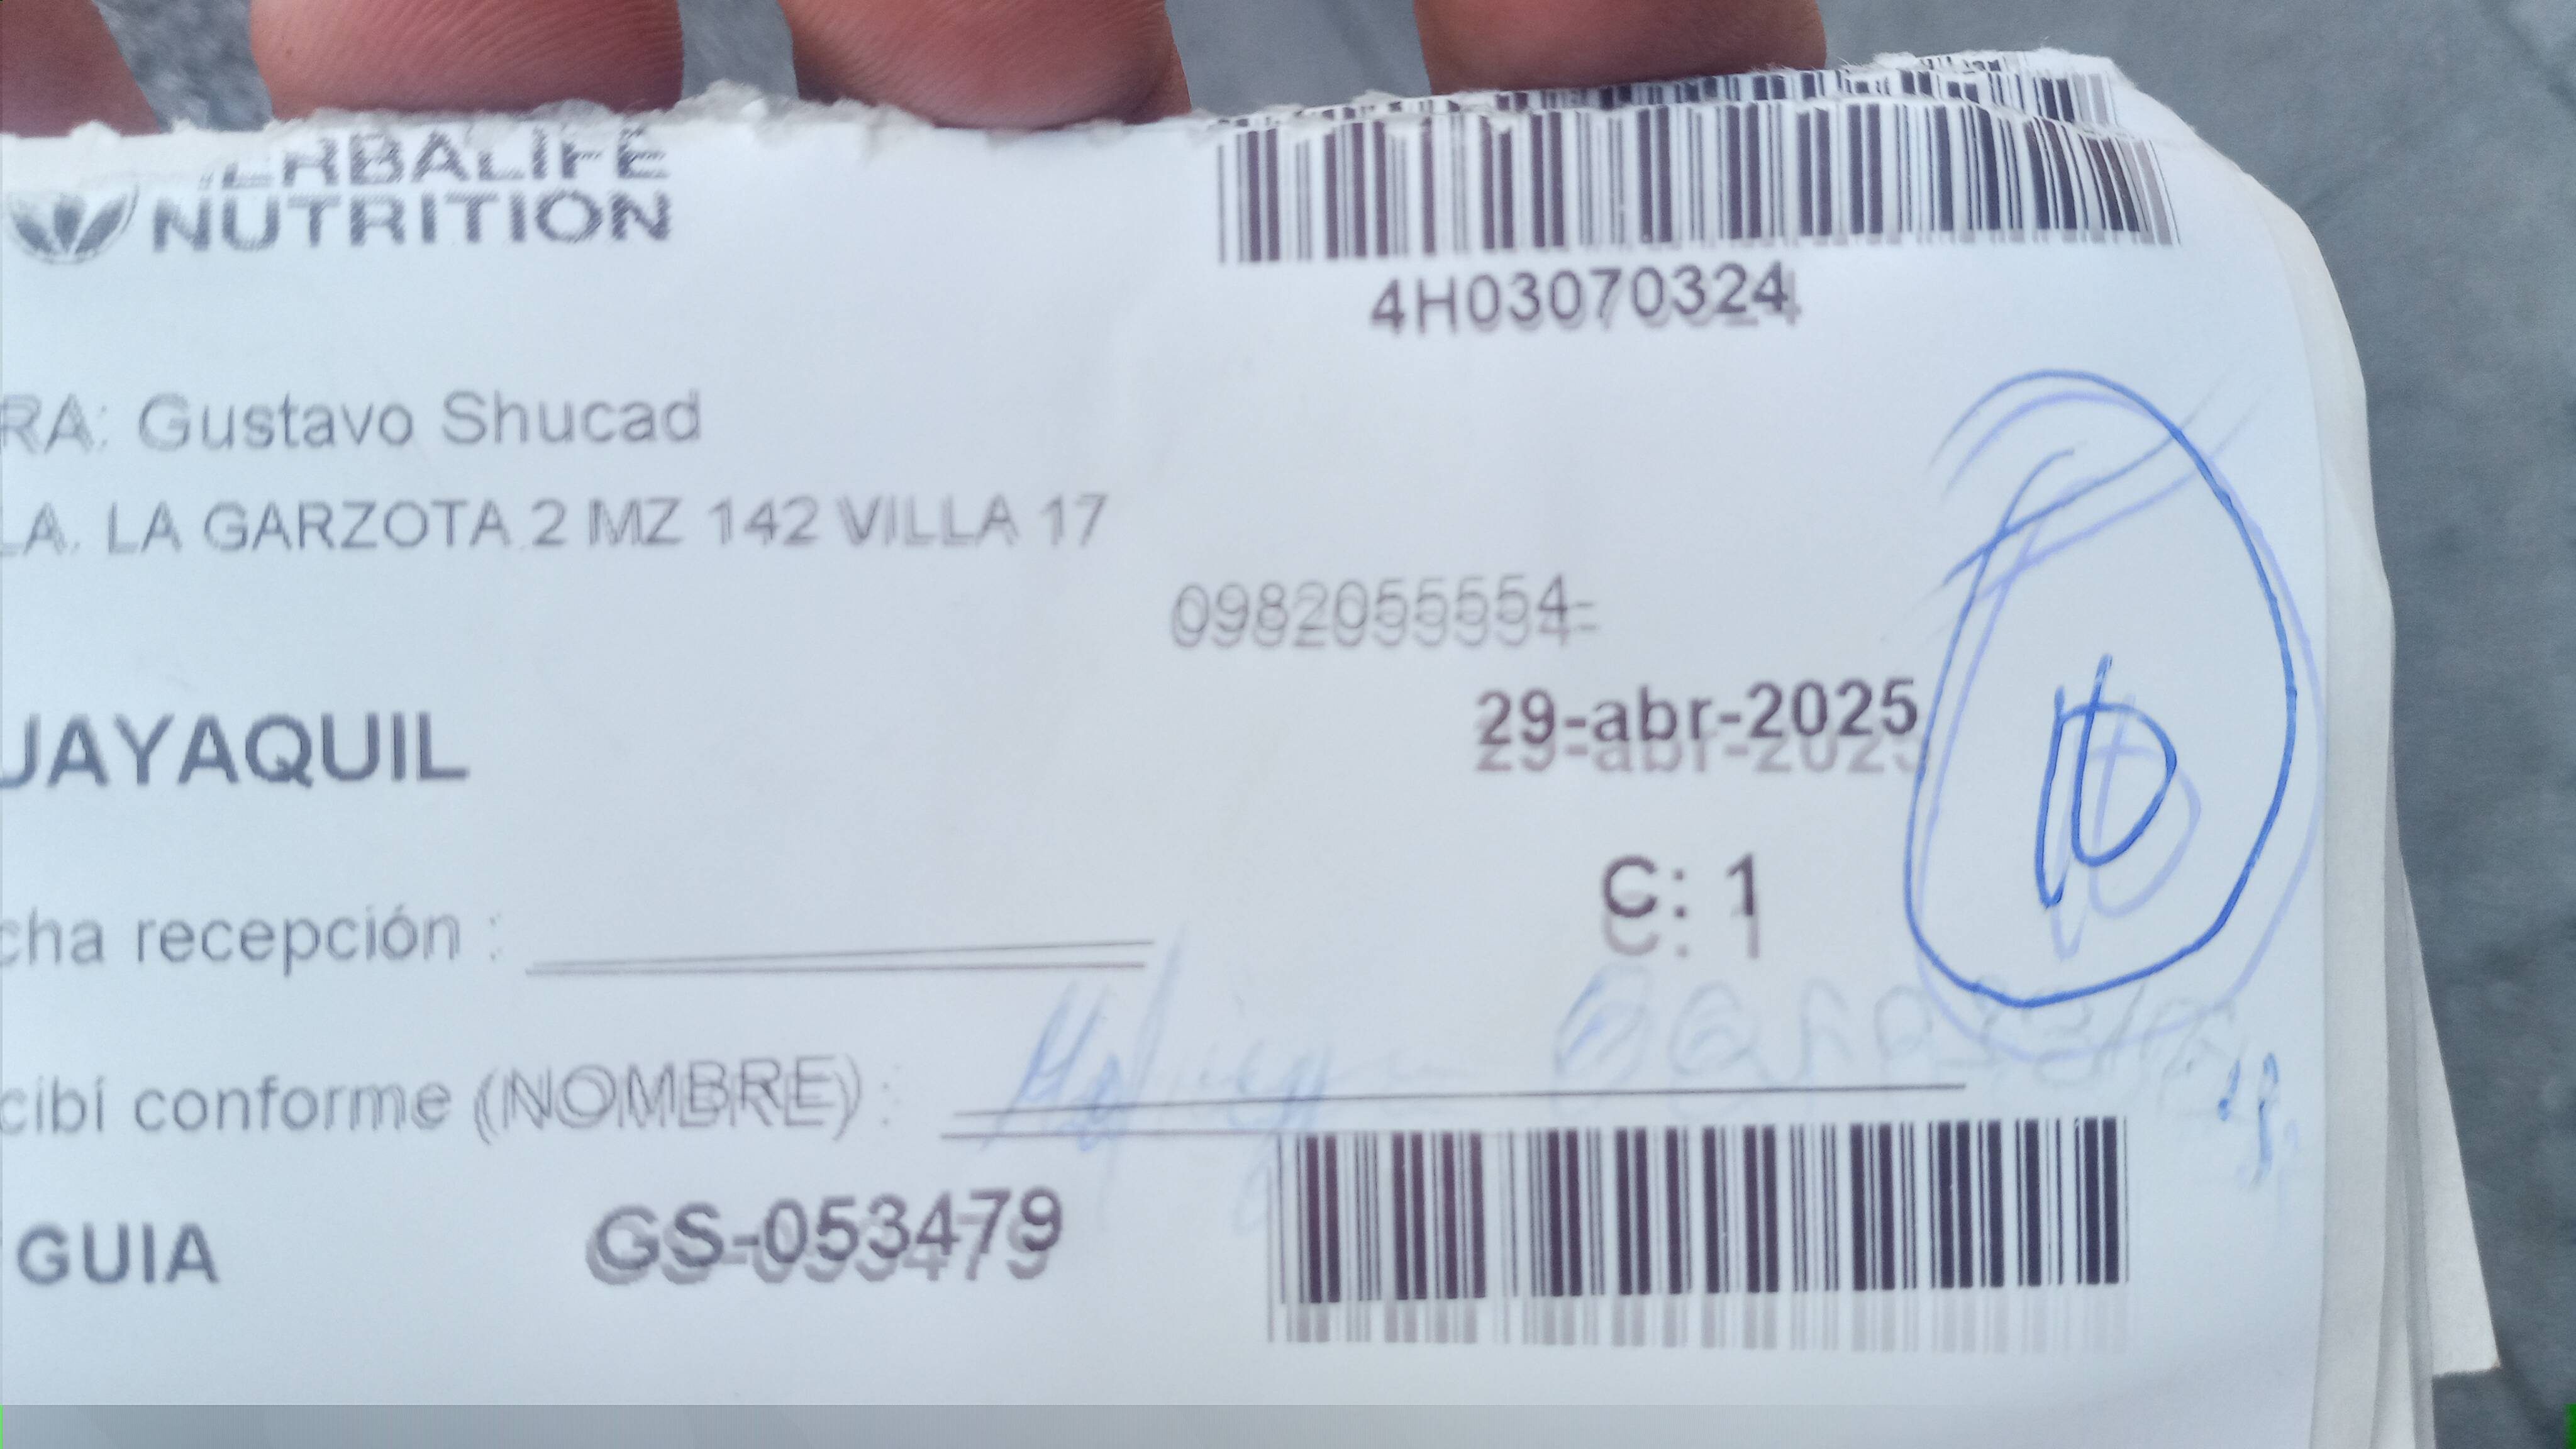 ERBALIFE
NUTRITION
4H03070324
RA: Gustavo Shucad
LA. LA GARZOTA 2 MZ 142 VILLA 17
0982055554-
29-abr-2025
UAYAQUIL
C: 1
cha recepción :
cibí conforme (NOMBRE) :
GUIA GS-053479